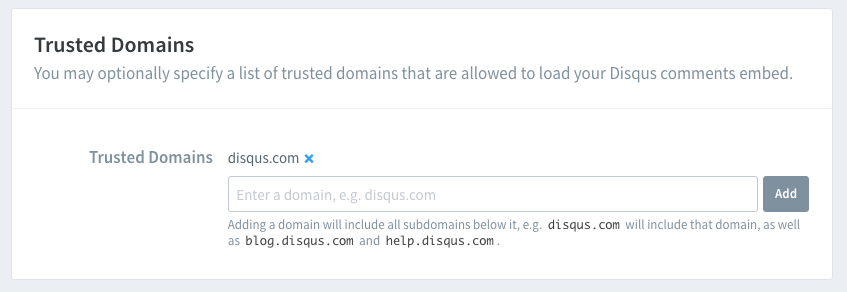 Trusted Domains
You may optionally specify a list of trusted domains that are allowed to load your Disqus comments embed.
Trusted Domains disqus.com ×
Enter a domain, e.g. disqus.com Add
Adding a domain will include all subdomains below it, e.g. disqus.com will include that domain, as well
as blog.disqus.com and help.disqus.com.